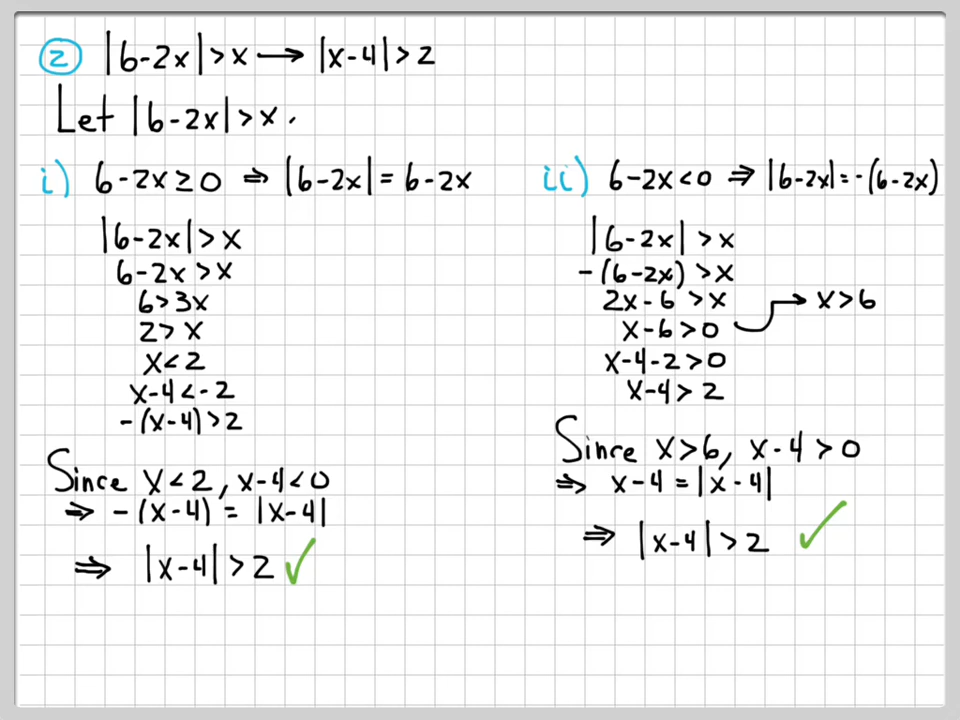 ② |6-2x|>x → |x-4|>2
Let |6-2x|>x.
i) 6-2x≥0 ⇒ |6-2x|=6-2x
|6-2x|>x
6-2x>x
6>3x
2>x
x<2
x-4<-2
-(x-4)>2
Since x<2, x-4<0
⇒ -(x-4) = |x-4|
⇒ |x-4|>2 ✓
ii) 6-2x<0 ⇒ |6-2x|=-(6-2x)
|6-2x|>x
-(6-2x)>x
2x-6>x
x-6>0 → x>6
x-4-2>0
x-4>2
Since x>6, x-4>0
⇒ x-4=|x-4|
⇒ |x-4|>2 ✓